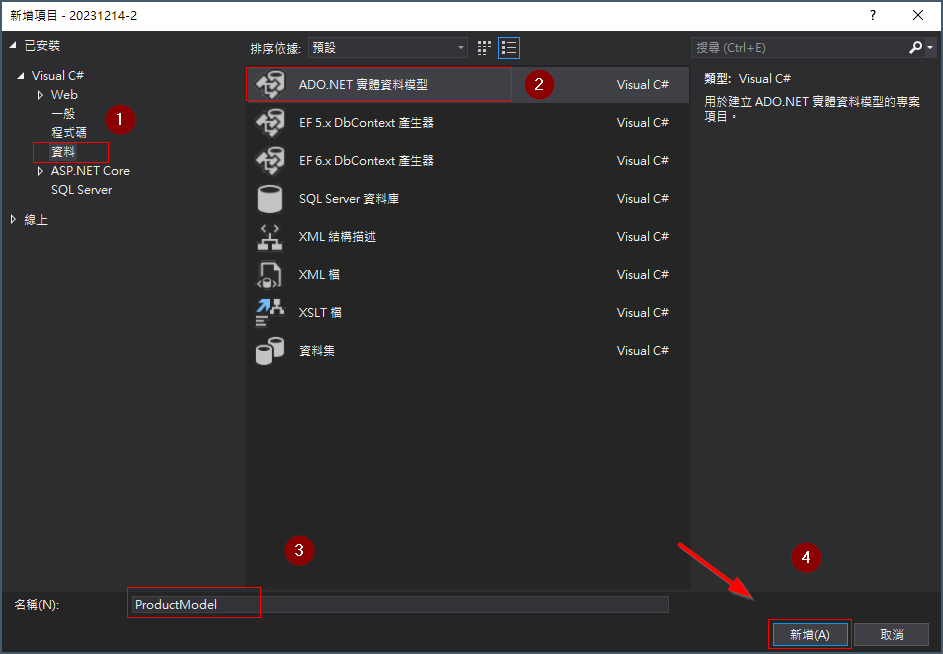 新增項目 - 20231214-2
?
已安裝
Visual C#
Web
一般
程式碼
資料
ASP.NET Core
SQL Server
線上
1
排序依據: 預設
ADO.NET 實體資料模型 Visual C#
2
EF 5.x DbContext 產生器 Visual C#
EF 6.x DbContext 產生器 Visual C#
SQL Server 資料庫 Visual C#
XML 結構描述 Visual C#
XML 檔 Visual C#
XSLT 檔 Visual C#
資料集 Visual C#
搜尋 (Ctrl+E)
類型: Visual C#
用於建立 ADO.NET 實體資料模型的專案
項目。
3
4
名稱(N): ProductModel
新增(A) 取消